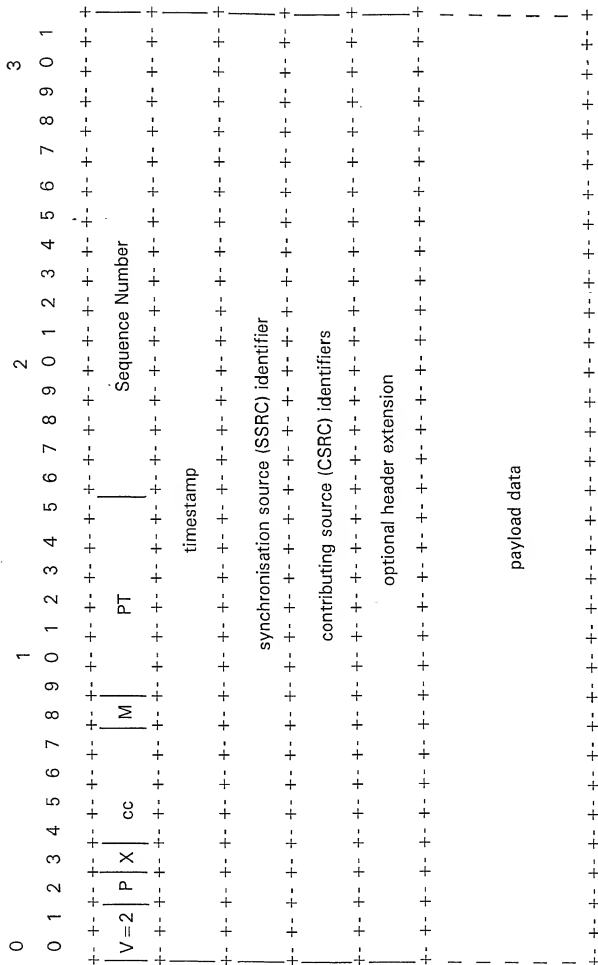 0 1 2 3
0 1 2 3 4 5 6 7 8 9 0 1 2 3 4 5 6 7 8 9 0 1 2 3 4 5 6 7 8 9 0 1
+-+-+-+-+-+-+-+-+-+-+-+-+-+-+-+-+-+-+-+-+-+-+-+-+-+-+-+-+-+-+-+-+
|V=2|P|X| cc |M| PT | Sequence Number |
+-+-+-+-+-+-+-+-+-+-+-+-+-+-+-+-+-+-+-+-+-+-+-+-+-+-+-+-+-+-+-+-+
| timestamp |
+-+-+-+-+-+-+-+-+-+-+-+-+-+-+-+-+-+-+-+-+-+-+-+-+-+-+-+-+-+-+-+-+
| synchronisation source (SSRC) identifier |
+-+-+-+-+-+-+-+-+-+-+-+-+-+-+-+-+-+-+-+-+-+-+-+-+-+-+-+-+-+-+-+-+
| contributing source (CSRC) identifiers |
+-+-+-+-+-+-+-+-+-+-+-+-+-+-+-+-+-+-+-+-+-+-+-+-+-+-+-+-+-+-+-+-+
| optional header extension |
+-+-+-+-+-+-+-+-+-+-+-+-+-+-+-+-+-+-+-+-+-+-+-+-+-+-+-+-+-+-+-+-+
| payload data |
+-+-+-+-+-+-+-+-+-+-+-+-+-+-+-+-+-+-+-+-+-+-+-+-+-+-+-+-+-+-+-+-+